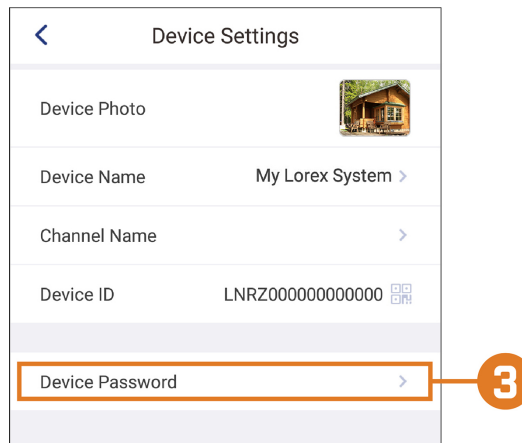 Device Settings
Device Photo
Device Name My Lorex System
Channel Name
Device ID LNRZ000000000000
Device Password
3